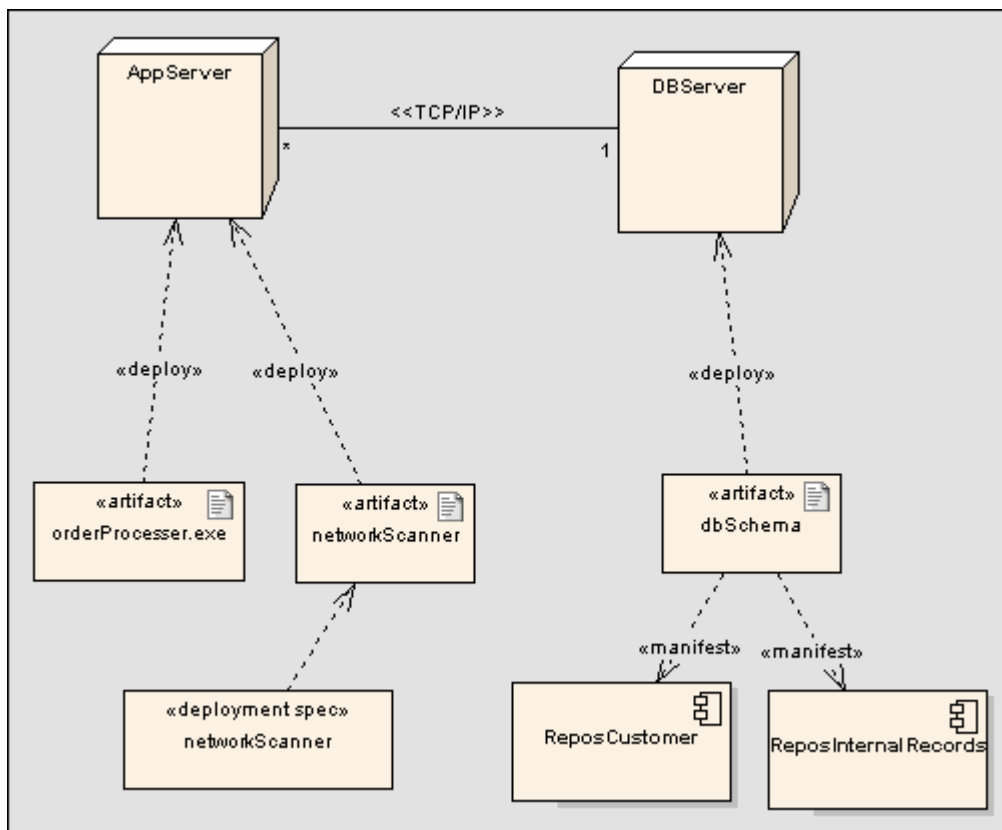 AppServer
DBServer
<<TCP/IP>>
*
1
«deploy»
«deploy»
«deploy»
«artifact»
orderProcesser.exe
«artifact»
networkScanner
«artifact»
dbSchema
«manifest»
«manifest»
«deployment spec»
networkScanner
ReposCustomer
ReposInternalRecords